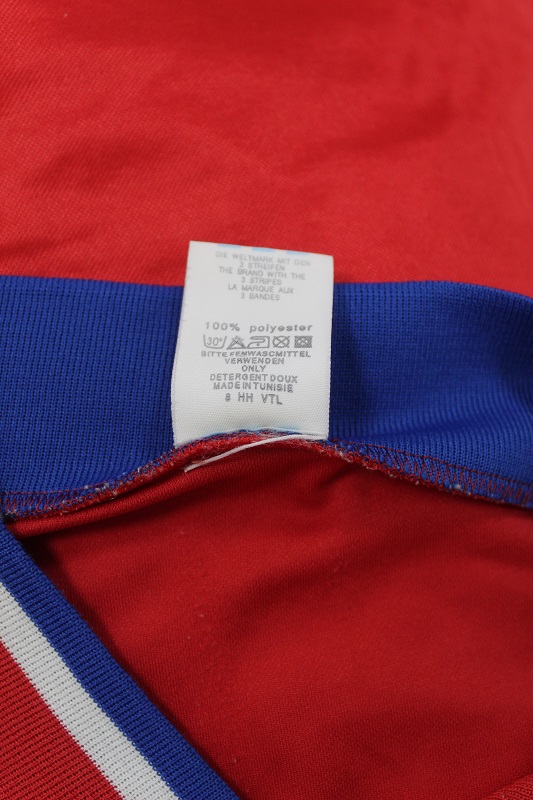 DIE WELTMARK MIT DEN
3 STREIFEN
THE BRAND WITH THE
3 STRIPES
LA MARQUE AUX
3 BANDES
100% polyester
30°
BITTE FEINWASCHMITTEL
VERWENDEN
ONLY
DETERGENT DOUX
MADE IN TUNISIE
8 HH VTL